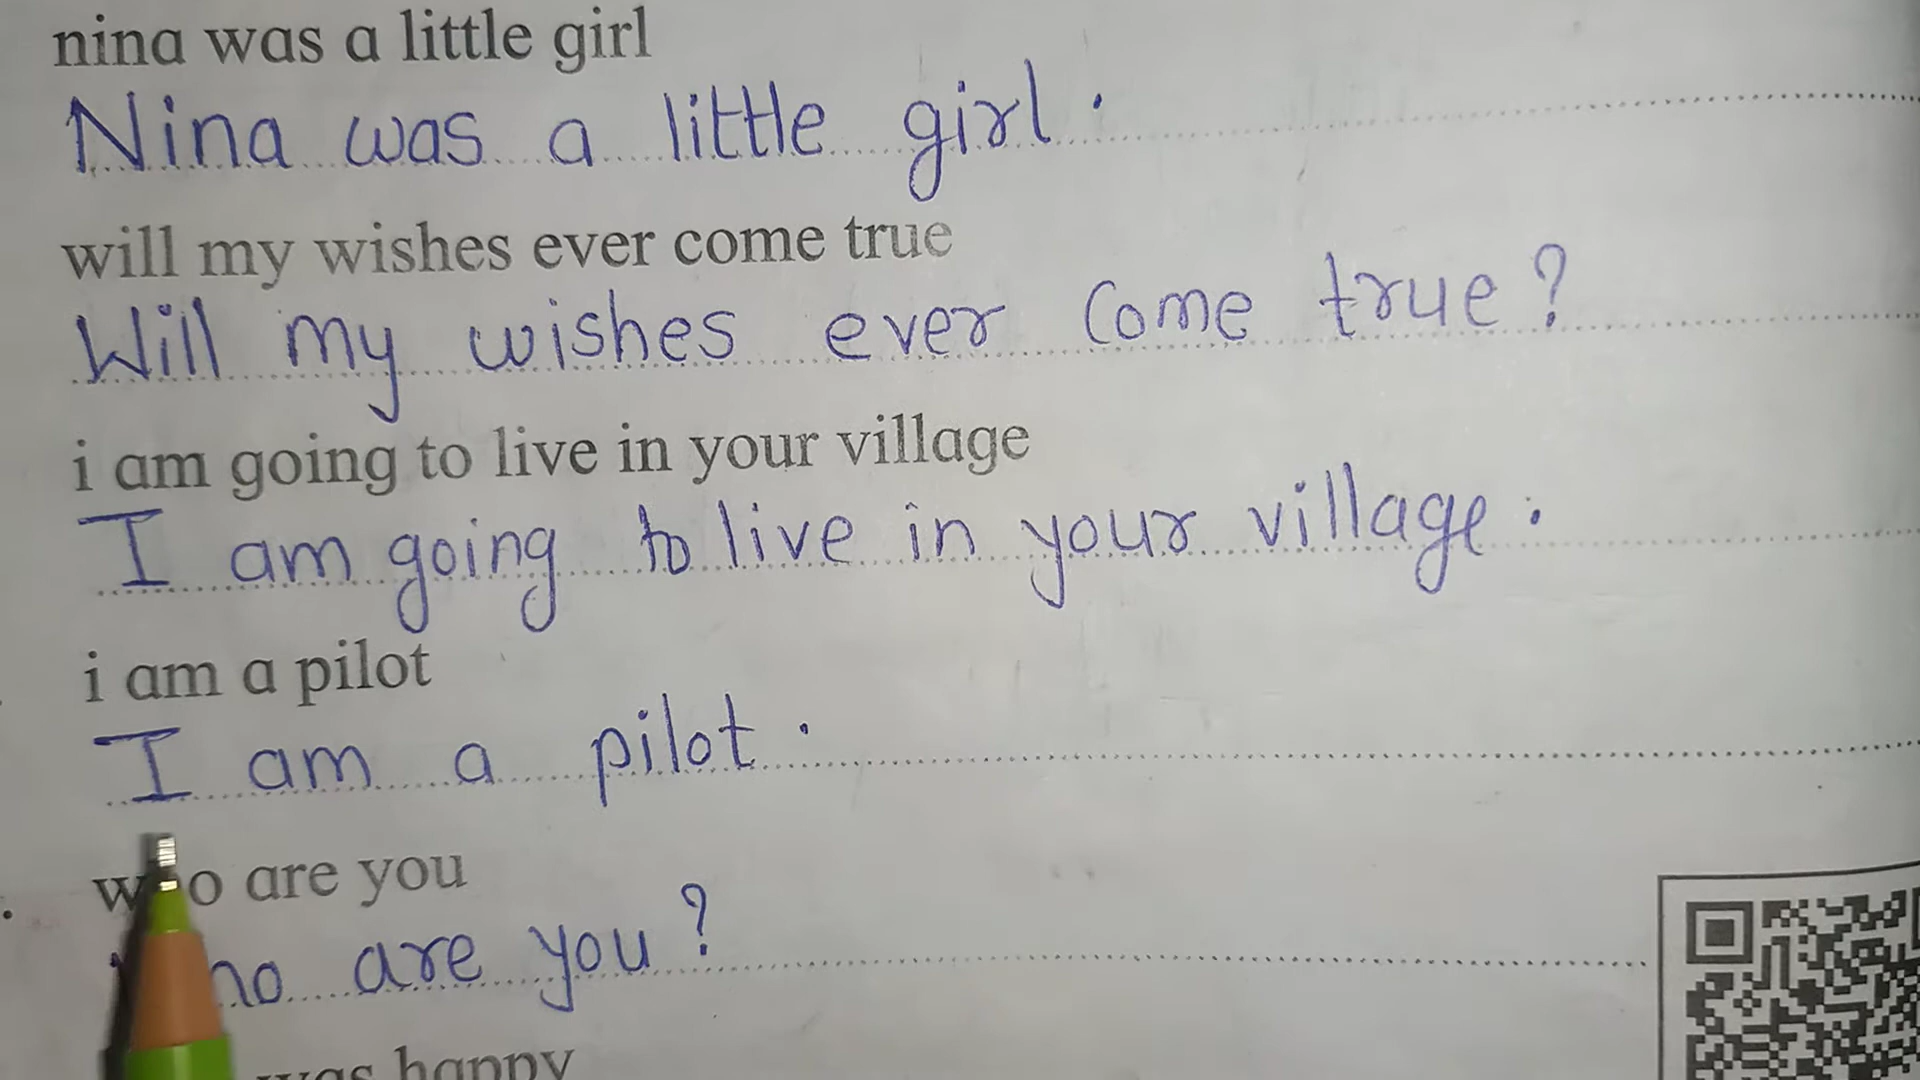 nina was a little girl
Nina was a little girl.
will my wishes ever come true
Will my wishes ever come true?
i am going to live in your village
I am going to live in your village.
i am a pilot
I am a pilot.
are you
are you?
was happy